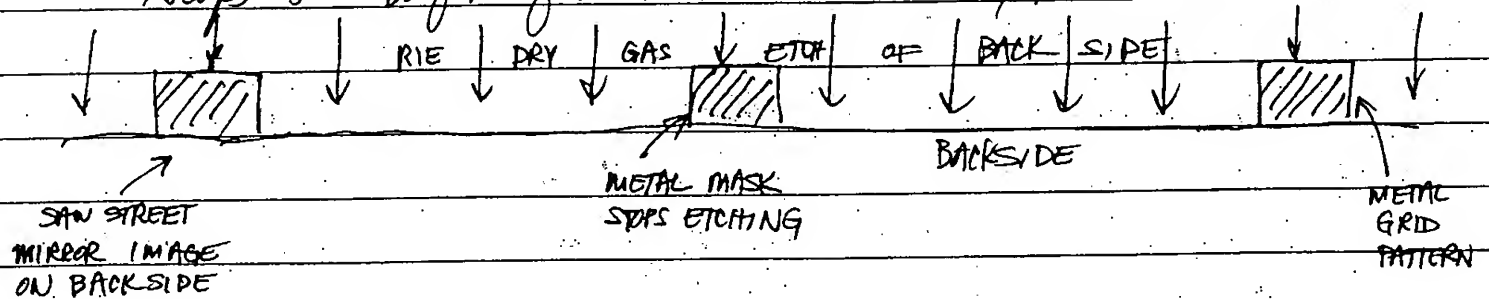 RIE DRY GAS ETCH OF BACK SIDE
BACKSIDE
METAL MASK
STOPS ETCHING
METAL
GRID
PATTERN
SAW STREET
MIRROR IMAGE
ON BACKSIDE